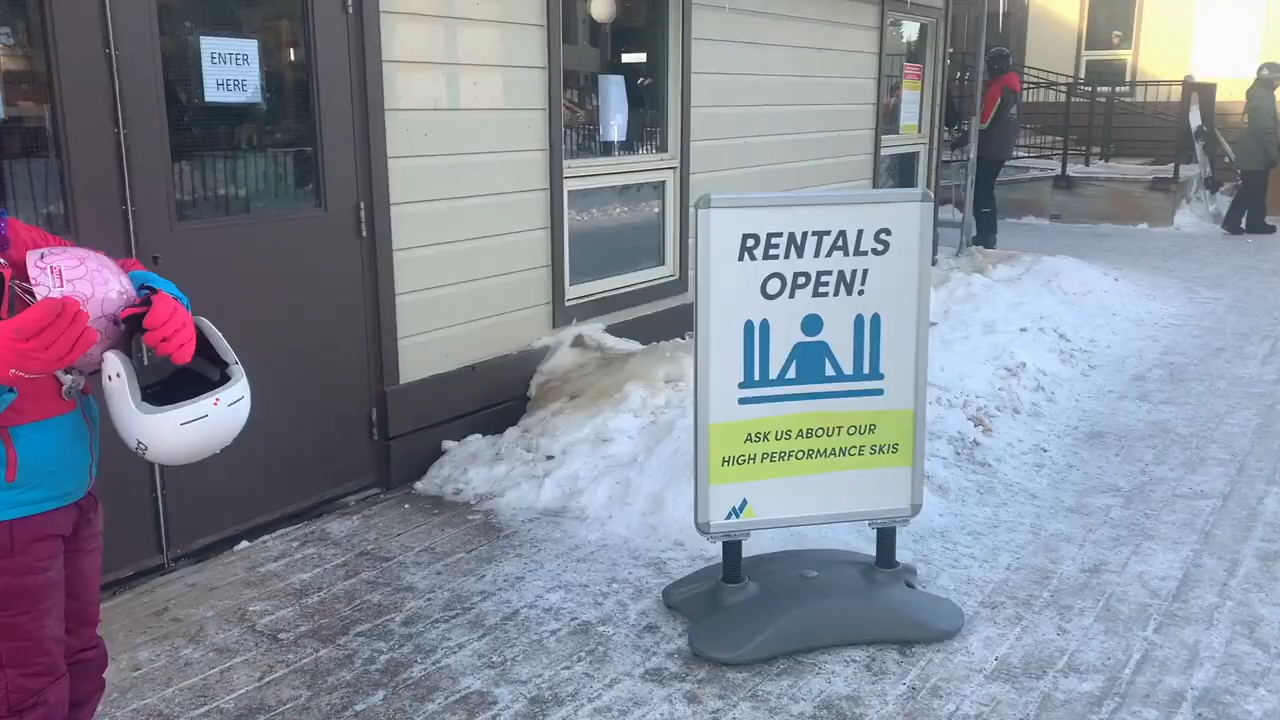 ENTER
HERE
RENTALS
OPEN!
ASK US ABOUT OUR
HIGH PERFORMANCE SKIS